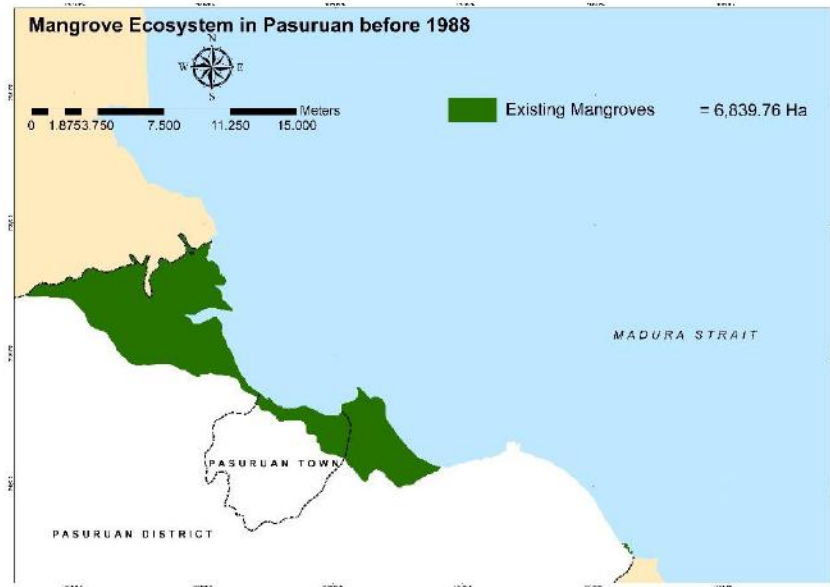 Mangrove Ecosystem in Pasuruan before 1988
N
W E
S
Meters
0 1.8753.750 7.500 11.250 15.000
Existing Mangroves = 6,839.76 Ha
MADURA STRAIT
PASURUAN TOWN
PASURUAN DISTRICT